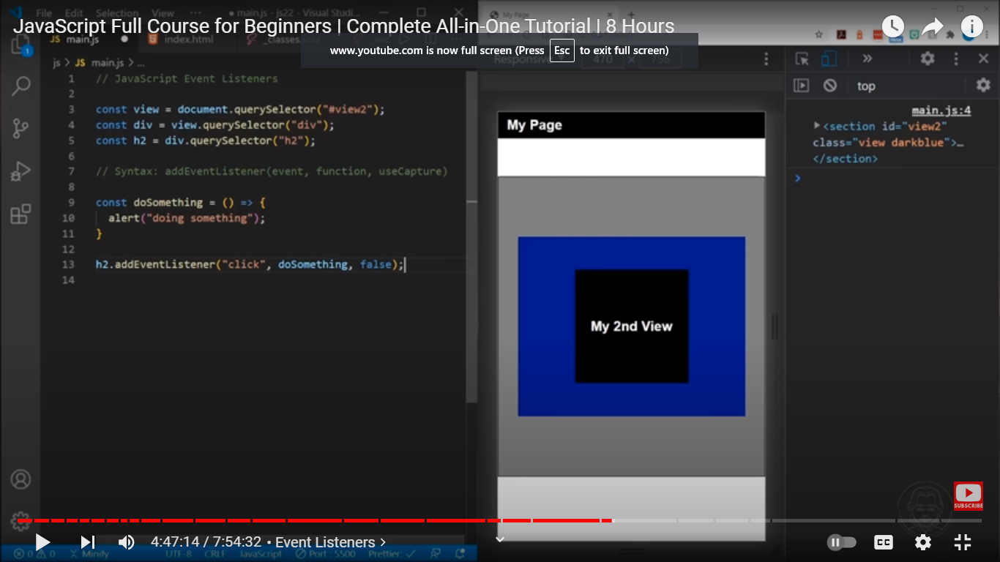 File Edit Selection View ··· ● main.js - js22 - Visual Studi...
My Page
JavaScript Full Course for Beginners | Complete All-in-One Tutorial | 8 Hours
JS main.js
index.html
_classes
www.youtube.com is now full screen (Press Esc to exit full screen)
js > JS main.js > ...
Responsive 470 × 756
1 // JavaScript Event Listeners
2
3 const view = document.querySelector("#view2");
4 const div = view.querySelector("div");
5 const h2 = div.querySelector("h2");
6
7 // Syntax: addEventListener(event, function, useCapture)
8
9 const doSomething = () => {
10 alert("doing something");
11 }
12
13 h2.addEventListener("click", doSomething, false);
14
1
My Page
My 2nd View
top
main.js:4
<section id="view2"
class="view darkblue">…
</section>
SUBSCRIBE
4:47:14 / 7:54:32 • Event Listeners >
CC
0 0 Minify UTF-8 CRLF JavaScript Port : 5500 Prettier: ✓